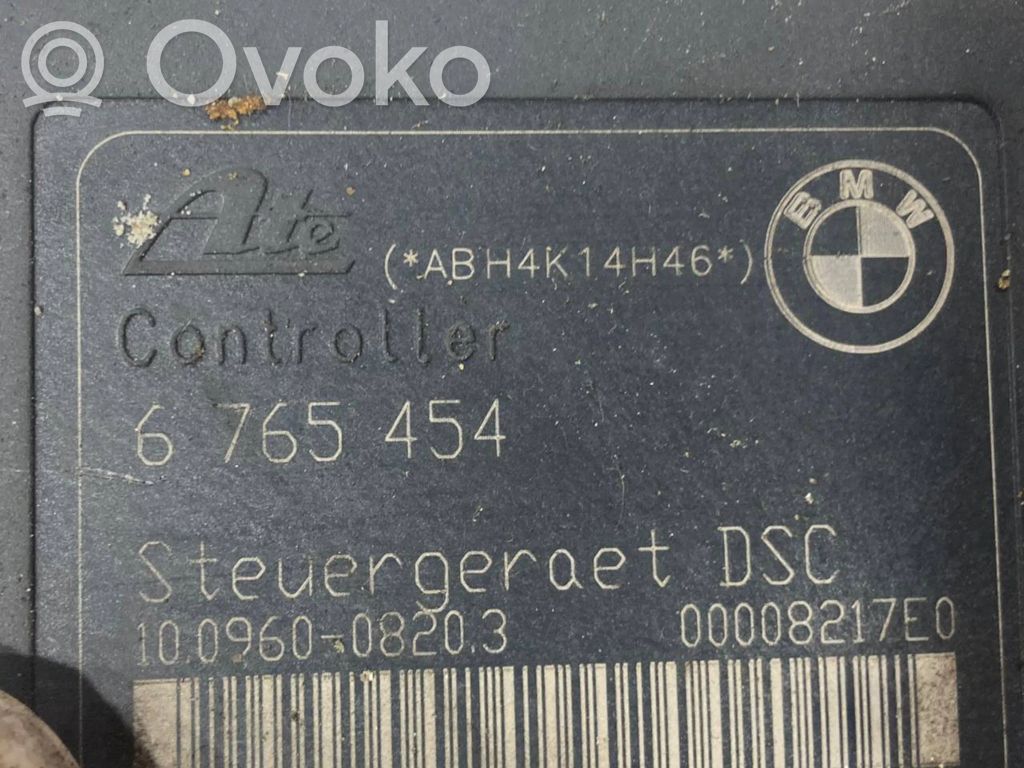 Ovoko
Ate
(*ABH4K14H46*)
BMW
Controller
6 765 454
Steuergeraet DSC
10.0960-0820.3 00008217E0